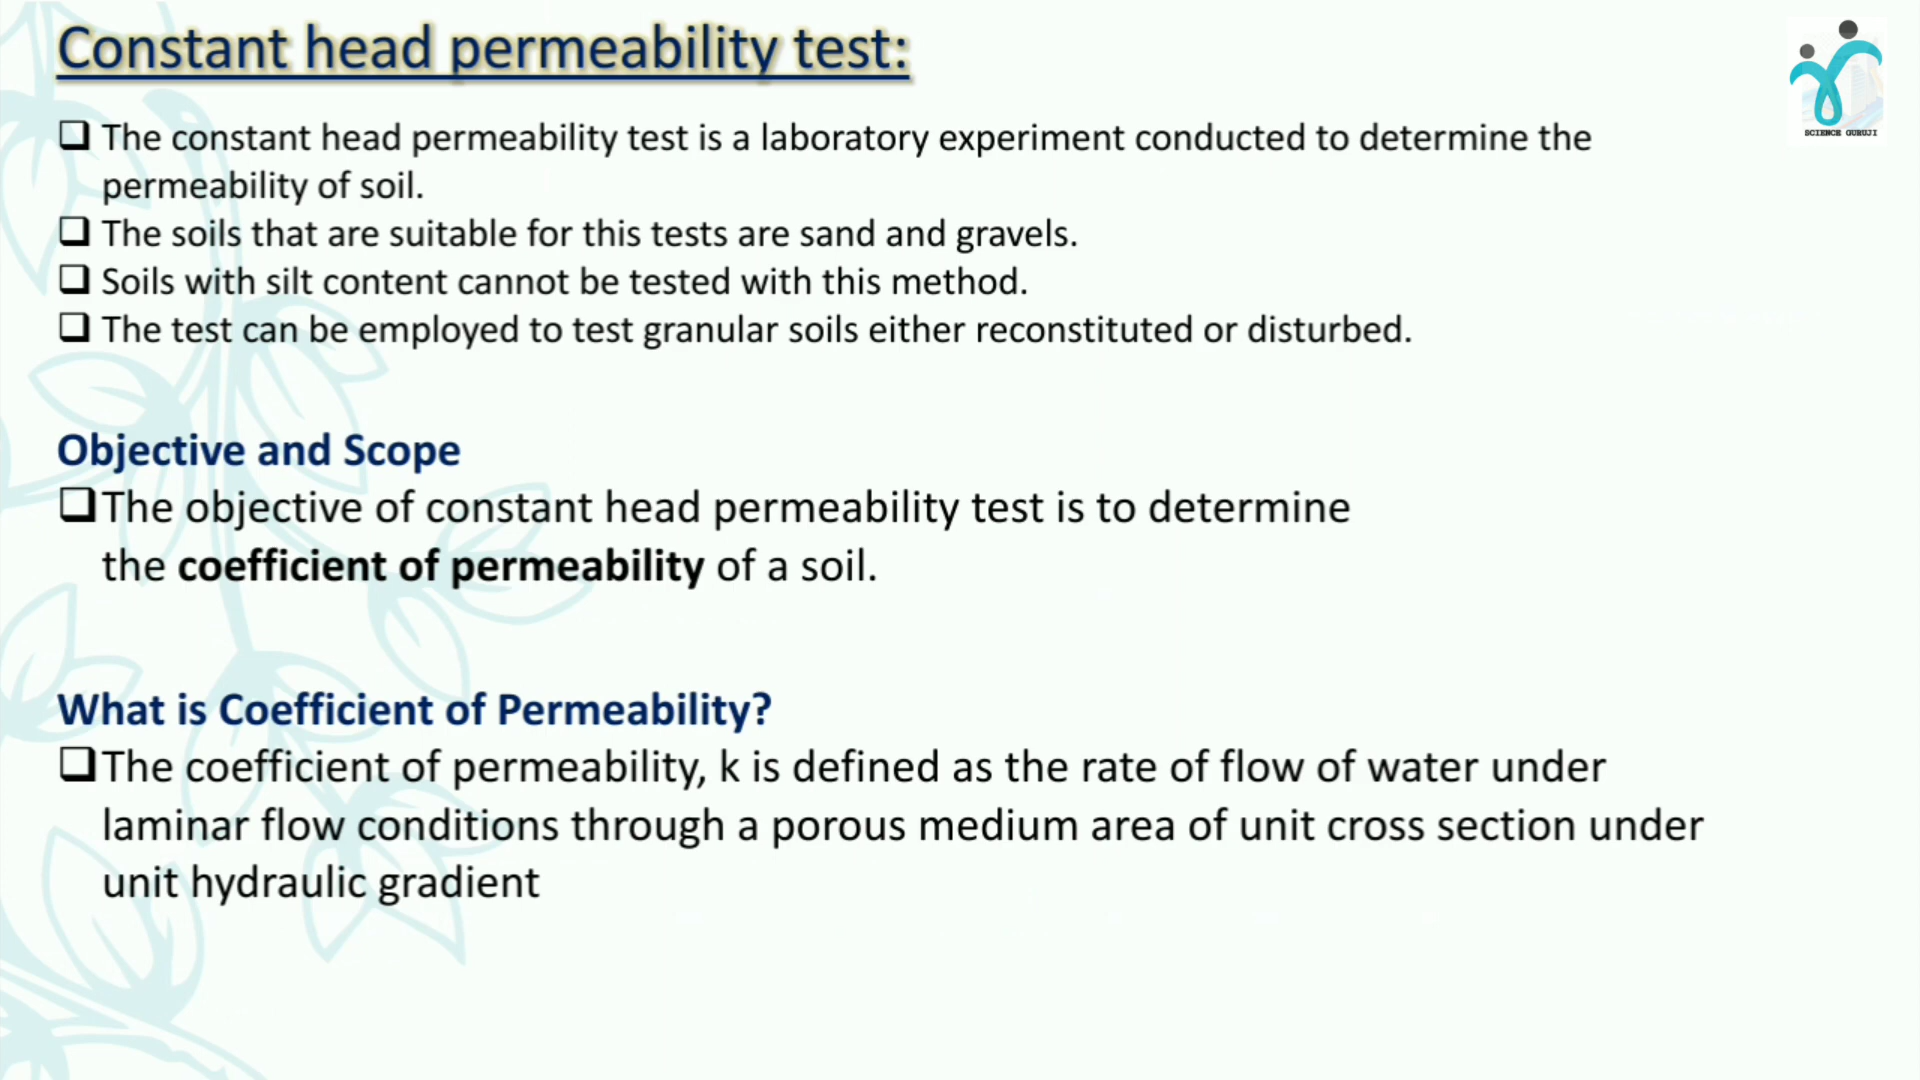 Constant head permeability test:
SCIENCE GURUJI
❑ The constant head permeability test is a laboratory experiment conducted to determine the
permeability of soil.
❑ The soils that are suitable for this tests are sand and gravels.
❑ Soils with silt content cannot be tested with this method.
❑ The test can be employed to test granular soils either reconstituted or disturbed.
Objective and Scope
❑The objective of constant head permeability test is to determine
the coefficient of permeability of a soil.
What is Coefficient of Permeability?
❑The coefficient of permeability, k is defined as the rate of flow of water under
laminar flow conditions through a porous medium area of unit cross section under
unit hydraulic gradient